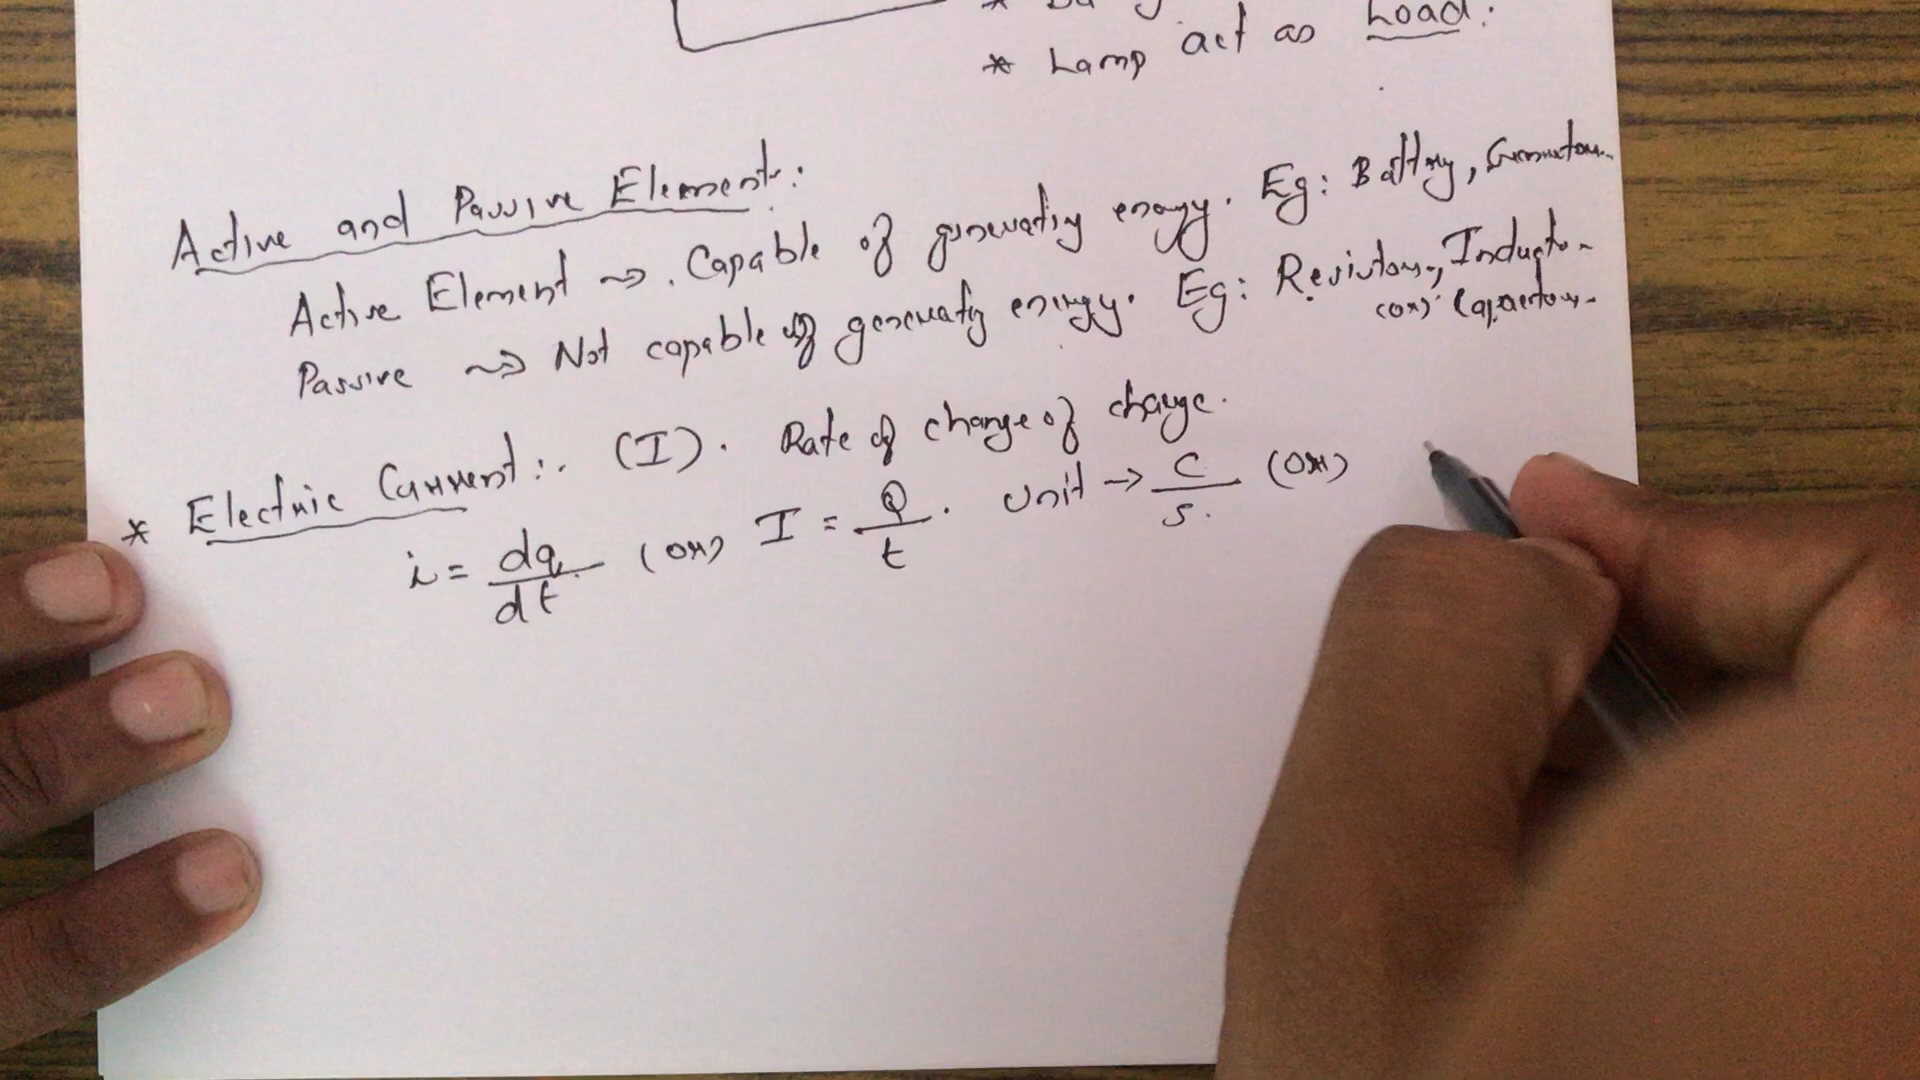 * Lamp act as Load.
Active and Passive Element:
Active Element → Capable of generating energy. Eg: Battery, Generator
Passive → Not capable of generating energy. Eg: Resistor, Inductor
(or) Capacitor
* Electric Current: (I). Rate of change of charge.
i = dq/dt (or) I = Q/t. Unit → C/s. (or)